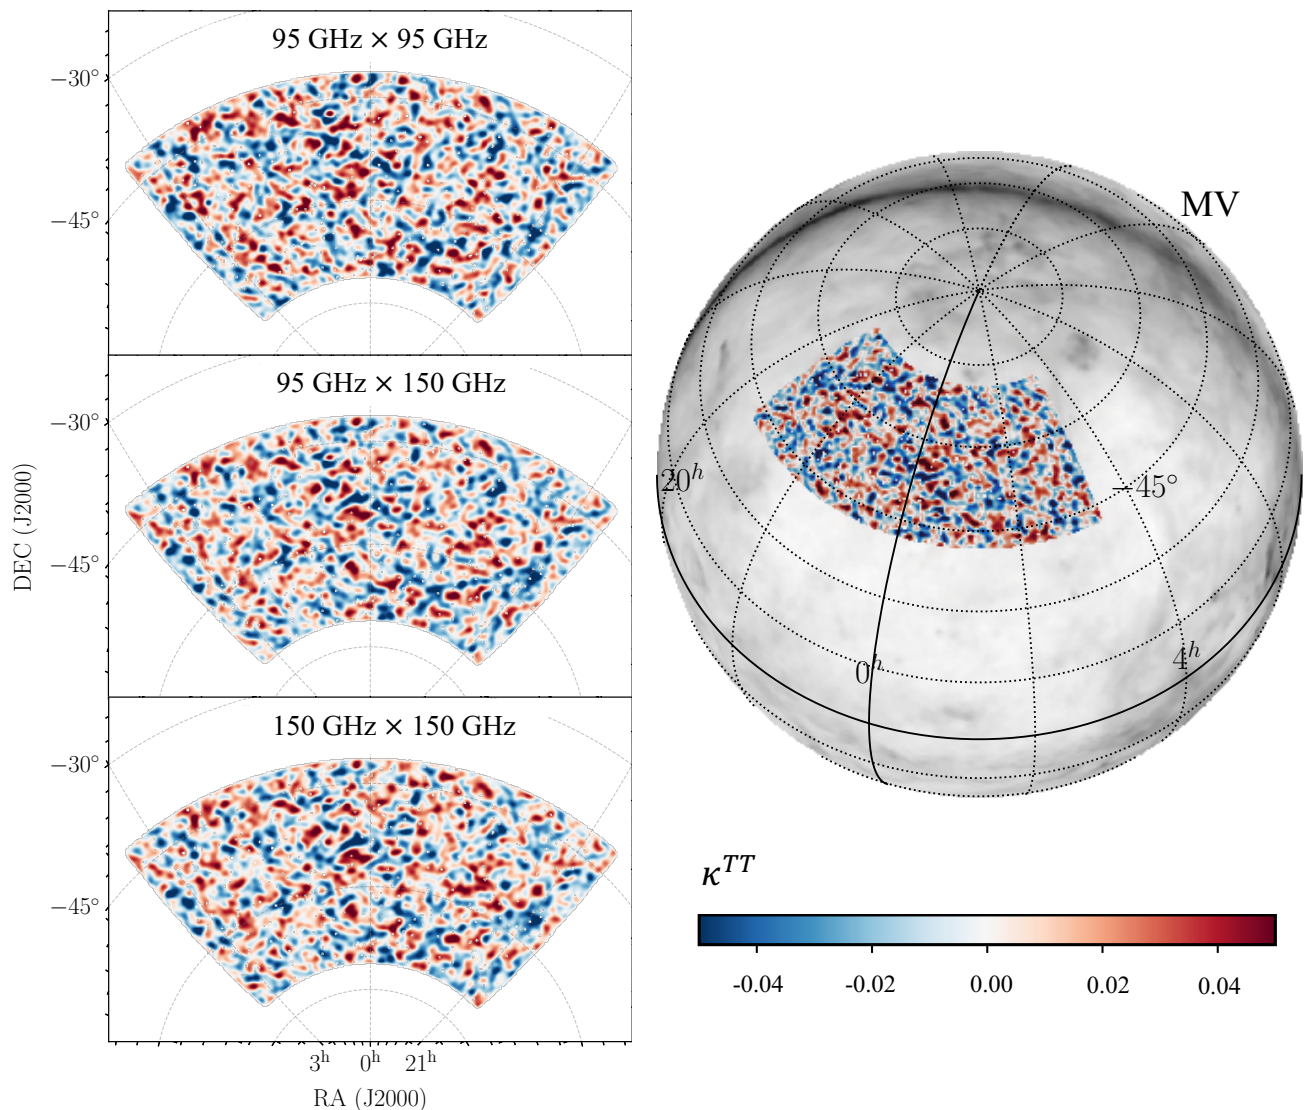 95 GHz × 95 GHz
−30°
−45°
95 GHz × 150 GHz
−30°
−45°
DEC (J2000)
150 GHz × 150 GHz
−30°
−45°
3ʰ 0ʰ 21ʰ
RA (J2000)
MV
20ʰ
−45°
0ʰ
4ʰ
κᵀᵀ
-0.04 -0.02 0.00 0.02 0.04